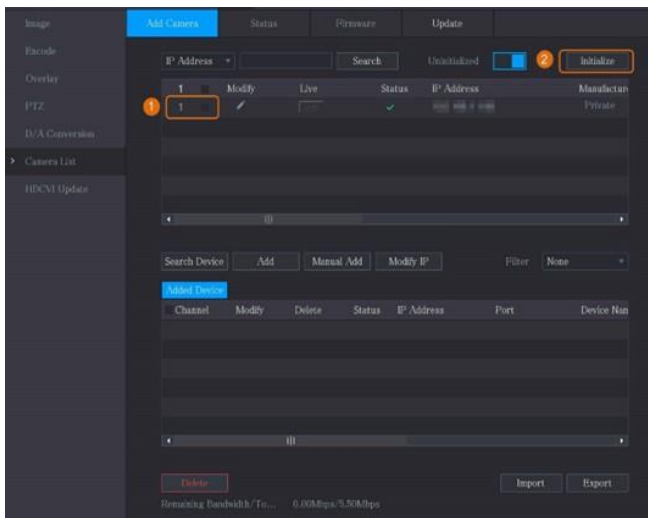 Image
Add Camera Status Firmware Update
Encode
Overlay
PTZ
D/A Conversion
Camera List
HDCVI Update
IP Address Search Uninitialized 2 Initialize
1 Modify Live Status IP Address Manufactur
1 1 Private
Search Device Add Manual Add Modify IP Filter None
Added Device
Channel Modify Delete Status IP Address Port Device Nam
Delete Import Export
Remaining Bandwidth/To... 0.00Mbps/5.50Mbps